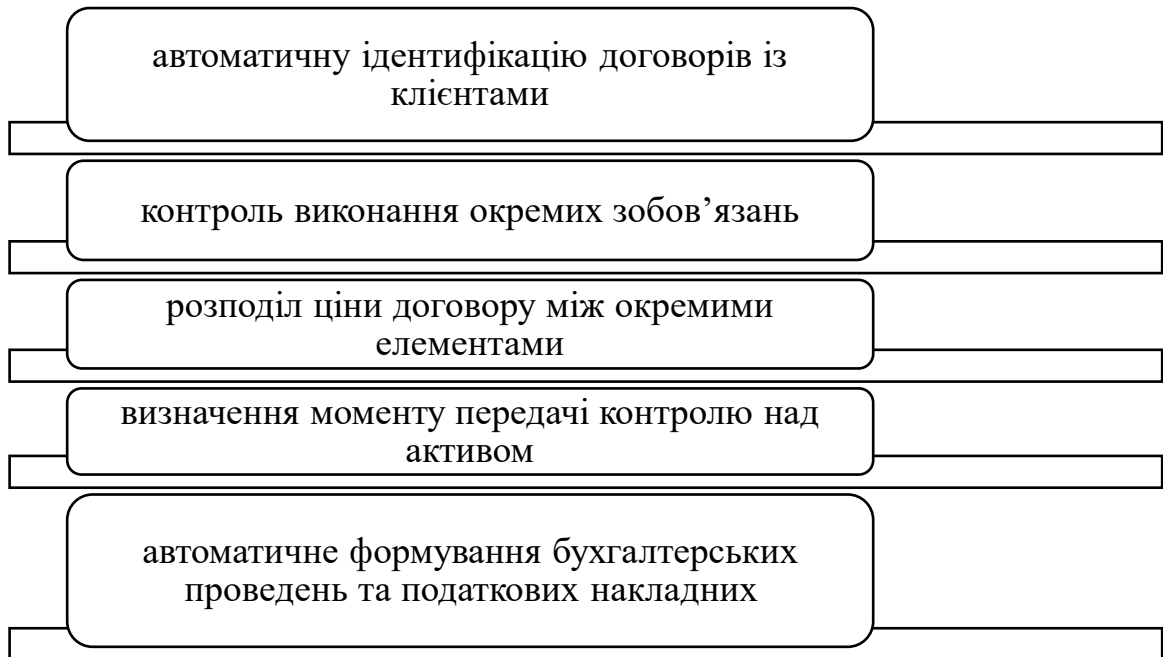 автоматичну ідентифікацію договорів із
клієнтами
контроль виконання окремих зобов’язань
розподіл ціни договору між окремими
елементами
визначення моменту передачі контролю над
активом
автоматичне формування бухгалтерських
проведень та податкових накладних